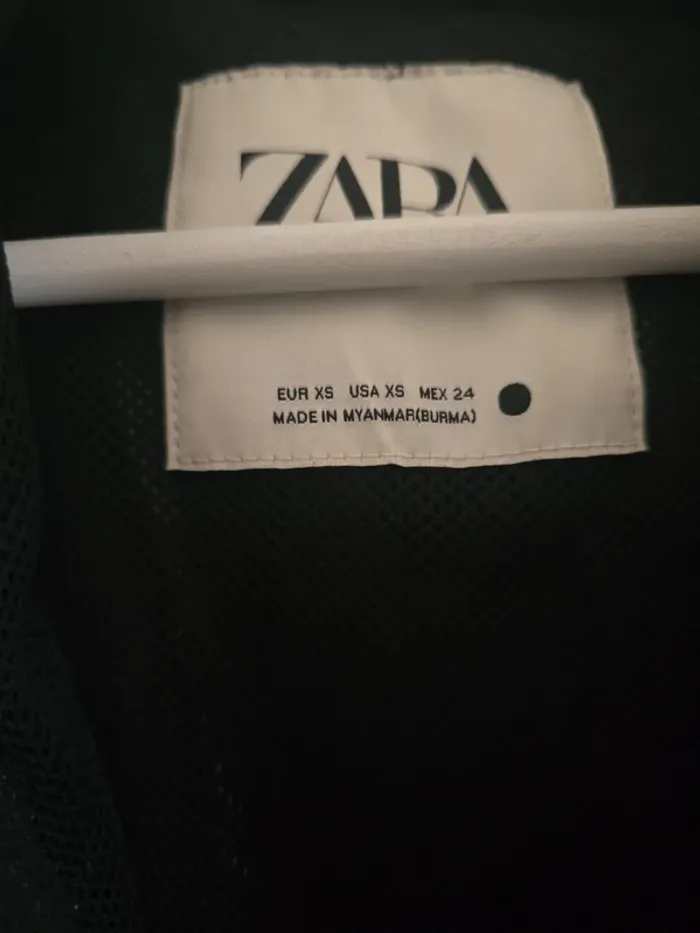 ZARA
EUR XS USA XS MEX 24
MADE IN MYANMAR(BURMA)